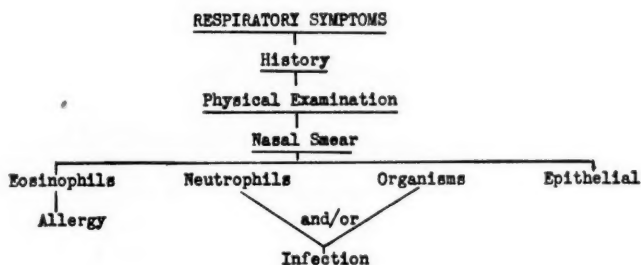 RESPIRATORY SYMPTOMS
History
Physical Examination
Nasal Smear
Eosinophils Neutrophils Organisms Epithelial
Allergy
and/or
Infection